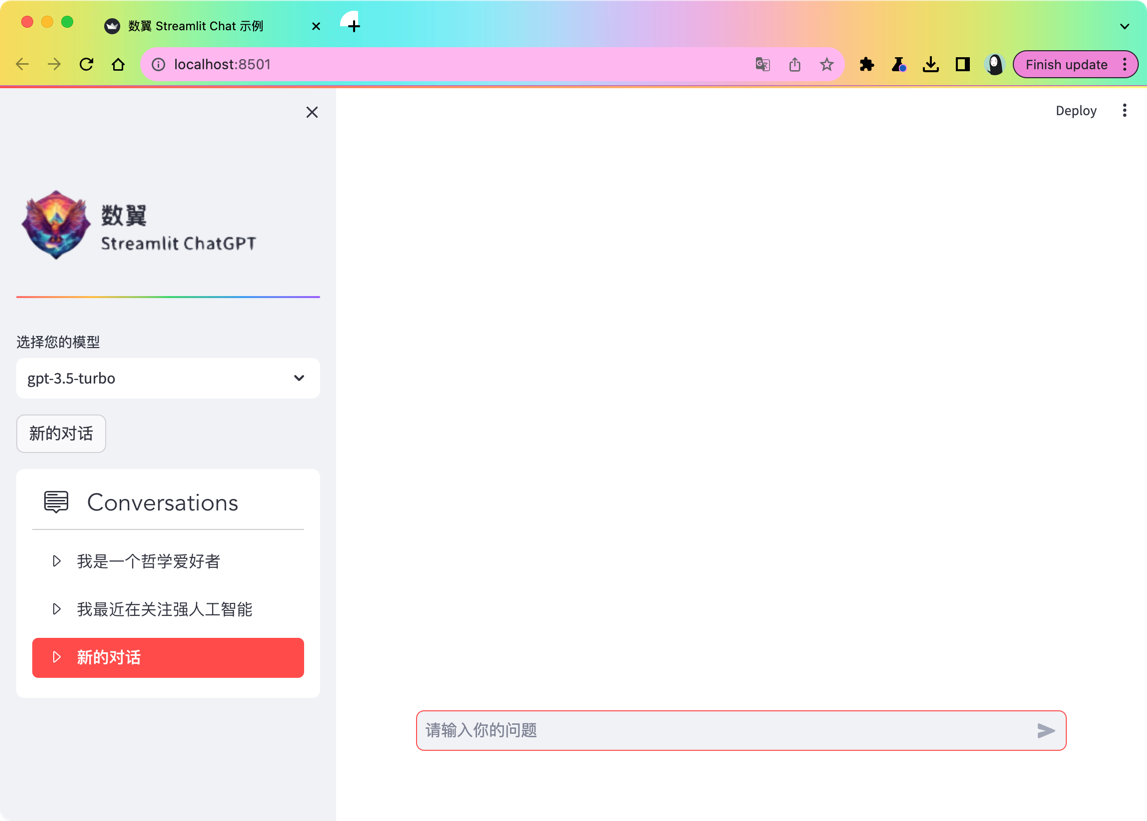 数翼 Streamlit Chat 示例
localhost:8501
Finish update
Deploy
数翼
Streamlit ChatGPT
选择您的模型
gpt-3.5-turbo
新的对话
Conversations
我是一个哲学爱好者
我最近在关注强人工智能
新的对话
请输入你的问题